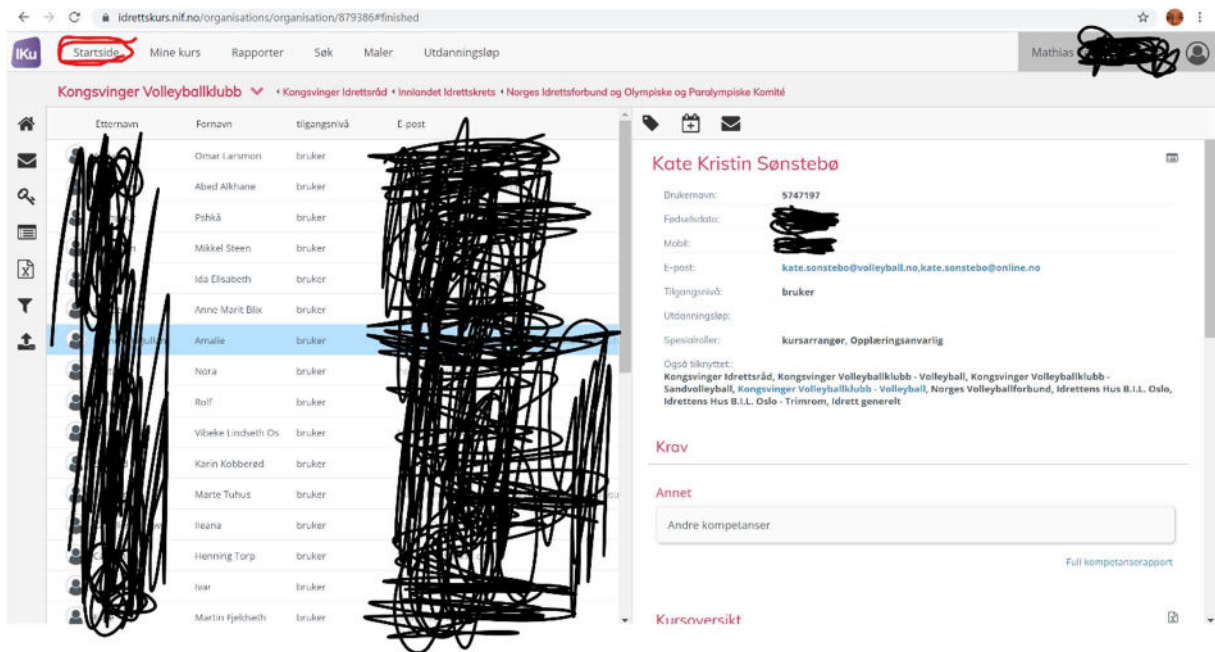 idrettskurs.nif.no/organisations/organisation/879386#finished
IKu Startside Mine kurs Rapporter Søk Maler Utdanningsløp Mathias
Kongsvinger Volleyballklubb Kongsvinger Idrettsråd Innlandet Idrettskrets Norges Idrettsforbund og Olympiske og Paralympiske Komité
Etternavn Fornavn tilgangsnivå E-post
Omar Larsmon bruker
Abed Alkhane bruker
Pshkå bruker
Mikkel Steen bruker
Ida Elisabeth bruker
Anne Marit Blix bruker
Amalie bruker
Nora bruker
Rolf bruker
Vibeke Lindseth Os bruker
Karin Kobberød bruker
Marte Tuhus bruker
Ileana bruker
Henning Torp bruker
Ivar bruker
Martin Fjeldseth bruker
Kate Kristin Sønstebø
Brukernavn: 5747197
Fødselsdato:
Mobil:
E-post: kate.sonstebo@volleyball.no,kate.sonstebo@online.no
Tilgangsnivå: bruker
Utdanningsløp:
Spesialroller: kursarrangør, Opplæringsanvarlig
Også tilknyttet:
Kongsvinger Idrettsråd, Kongsvinger Volleyballklubb - Volleyball, Kongsvinger Volleyballklubb -
Sandvolleyball, Kongsvinger Volleyballklubb - Volleyball, Norges Volleyballforbund, Idrettens Hus B.I.L. Oslo,
Idrettens Hus B.I.L. Oslo - Trimrom, Idrett generelt
Krav
Annet
Andre kompetanser
Full kompetanserapport
Kursoversikt